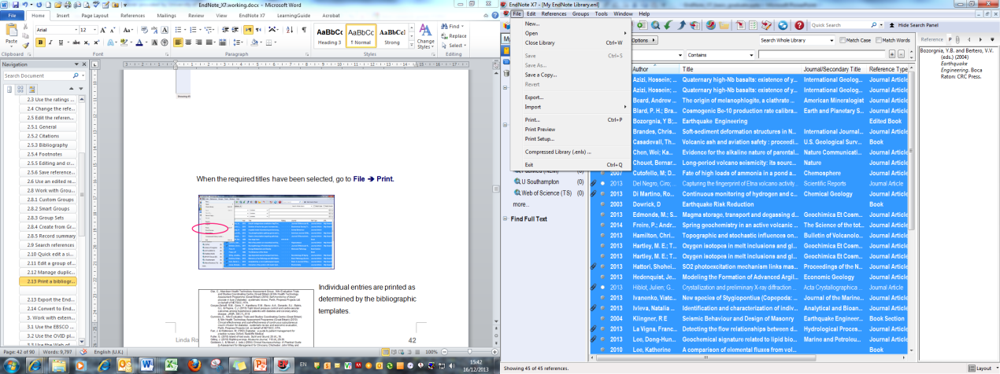 EndNote_X7.working.docx - Microsoft Word
File Home Insert Page Layout References Mailings Review View EndNote X7 LearningGuide Acrobat
Paste
Clipboard
Arial 12
Font
Paragraph
AaBbCc AaBbCc AaBbC
Heading 3 ¶ Normal
Change Styles
Styles
Find
Replace
Select
Editing
Navigation
Search Document
2.3 Use the ratings ...
2.4 Change the refe...
2.5 Edit the referen...
2.5.1 General
2.5.2 Citations
2.5.3 Bibliography
2.5.4 Footnotes
2.5.5 Editing and cr...
2.5.6 Save reference...
2.6 Use an edited re...
2.8 Work with Grou...
2.8.1 Custom Groups
2.8.2 Smart Groups
2.8.3 Group Sets
2.8.4 Create from Gr...
2.8.5 Record summary
2.9 Search references
2.10 Quick edit a si...
2.11 Edit a group of...
2.12 Manage duplic...
2.13 Print a bibliogr...
2.13 Export the End...
2.14 Convert to End...
3. Work with extern...
3.1 Use the EBSCO ...
3.2 Use the OVID pl...
When the required titles have been selected, go to File ➔ Print.
Individual entries are printed as
determined by the bibliographic
templates.
42
Page: 42 of 90 Words: 9,797 English (U.K.) 100%
EN 15:42
16/12/2013
EndNote X7 - [My EndNote Library.enl]
File Edit References Groups Tools Window Help
Quick Search Hide Search Panel
New...
Open
Close Library Ctrl+W
Save Ctrl+S
Save As...
Save a Copy...
Revert
Export...
Import
Print... Ctrl+P
Print Preview
Print Setup...
Compressed Library (.enlx) ...
Exit Ctrl+Q
U Southampton (0)
Web of Science (TS) (0)
more...
Find Full Text
Options Search Whole Library Match Case Match Words
Contains
Author Title Journal/Secondary Title Reference Type
Azizi, Hossein; ... Quaternary high-Nb basalts: existence of y... International Geolog... Journal Article
Azizi, Hossein; ... Quaternary high-Nb basalts: existence of y... International Geolog... Journal Article
Beard, Andrew ... The origin of melanophlogite, a clathrate ... American Mineralogist Journal Article
Blard, P. H.; Bra... Cosmogenic Be-10 production rate calibra... Earth and Planetary S... Journal Article
Bozorgnia, Y B;... Earthquake Engineering Edited Book
Brandes, Chris... Soft-sediment deformation structures in N... International Journal... Journal Article
Casadevall, Th... Volcanic ash and aviation safety : proceedi... U.S. Geological Surv... Book
Chen, Wei; Ka... Evidence for the alkaline nature of parental... Nature Communicati... Journal Article
Chouet, Bernar... Long-period volcano seismicity: its sourc... Nature Journal Article
2007 Cutofello, M; D... Fate of high loads of ammonia in a pond a... Chemosphere Journal Article
2013 Del Negro, Ciro; ... Capturing the fingerprint of Etna volcano activity... Scientific Reports Journal Article
2013 Di Martino, Ro... Continuous monitoring of hydrogen and c... Chemical Geology Journal Article
2003 Dowrick, D Earthquake Risk Reduction Book
2013 Edmonds, M.; S... Magma storage, transport and degassing d... Geochimica Et Cosm... Journal Article
2014 Freire, P.; Andr... Spring geochemistry in an active volcanic ... The Science of the tot... Journal Article
2013 Hamilton, Chri... Topographic and stochastic influences on... Bulletin of Volcanolo... Journal Article
2013 Hartley, M. E.; T... Oxygen isotopes in melt inclusions and gl... Geochimica Et Cosm... Journal Article
2013 Hartley, M. E.; T... Oxygen isotopes in melt inclusions and gl... Geochimica Et Cosm... Journal Article
2013 Hattori, Shohei... SO2 photoexcitation mechanism links mas... Proceedings of the N... Journal Article
2013 Hedenquist, Je... Modeling the Formation of Advanced Argil... Economic Geology Journal Article
2013 Hiblot, Julien; G... Crystallization and preliminary X-ray diffraction ... Acta Crystallographica ... Journal Article
2013 Ivanenko, Viatc... New species of Stygiopontius (Copepoda: ... Journal of the Marine... Journal Article
2013 Ivleva, Natalia ... Identification and characterization of indiv... Analytical and Bioan... Journal Article
2004 Klingner, R E Seismic Behaviour and Design of Masonry Earthquake Engineer... Book Section
2013 La Vigna, Franc... Detecting the flow relationships between d... Hydrological Proces... Journal Article
2013 Lee, Dong-Hun... Geochemical signature related to lipid bio... Marine and Petroleu... Journal Article
2010 Lee, Katherine A comparison of elemental fluxes from vol... Book
Reference P
Bozorgnia, Y.B. and Bertero, V.V.
(eds.) (2004)
Earthquake
Engineering. Boca
Raton: CRC Press.
Showing 45 of 45 references.
Layout